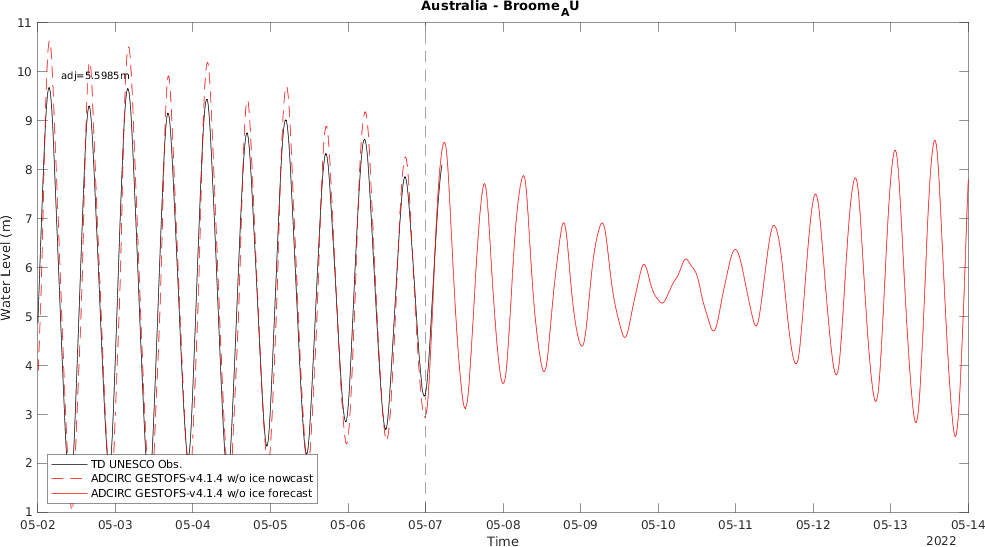 Australia - Broome_AU
11
10
9
8
7
6
5
4
3
2
1
Water Level (m)
adj=5.5985m
TD UNESCO Obs.
ADCIRC GESTOFS-v4.1.4 w/o ice nowcast
ADCIRC GESTOFS-v4.1.4 w/o ice forecast
05-02 05-03 05-04 05-05 05-06 05-07 05-08 05-09 05-10 05-11 05-12 05-13 05-14
Time
2022